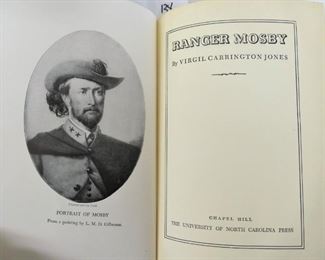 PORTRAIT OF MOSBY
From a painting by L. M. D. Guillaume
RANGER MOSBY
By VIRGIL CARRINGTON JONES
CHAPEL HILL
THE UNIVERSITY OF NORTH CAROLINA PRESS